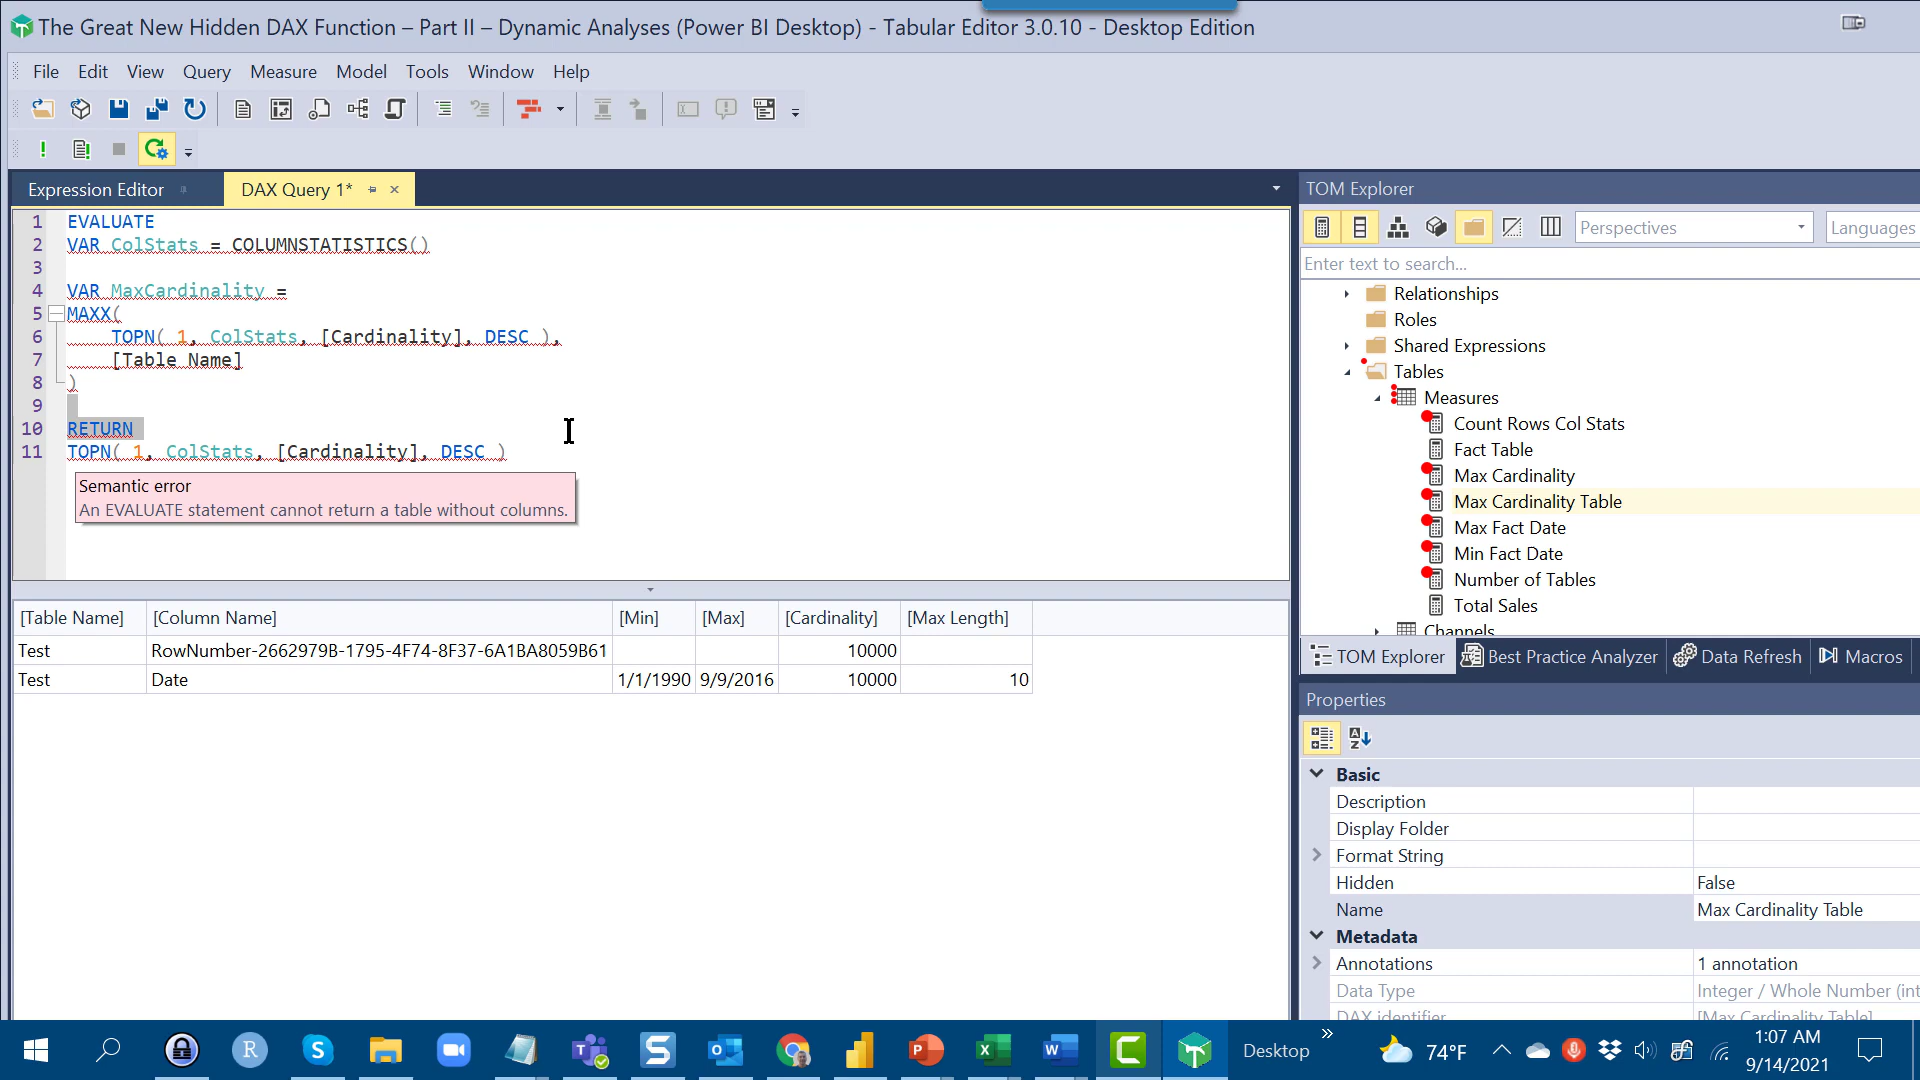 The Great New Hidden DAX Function – Part II – Dynamic Analyses (Power BI Desktop) - Tabular Editor 3.0.10 - Desktop Edition
File Edit View Query Measure Model Tools Window Help
Expression Editor
DAX Query 1*
1 EVALUATE
2 VAR ColStats = COLUMNSTATISTICS()
3
4 VAR MaxCardinality =
5 MAXX(
6 TOPN( 1, ColStats, [Cardinality], DESC ),
7 [Table Name]
8 )
9
10 RETURN
11 TOPN( 1, ColStats, [Cardinality], DESC )
Semantic error
An EVALUATE statement cannot return a table without columns.
[Table Name] [Column Name] [Min] [Max] [Cardinality] [Max Length]
Test RowNumber-2662979B-1795-4F74-8F37-6A1BA8059B61 10000
Test Date 1/1/1990 9/9/2016 10000 10
TOM Explorer
Perspectives
Languages
Enter text to search...
Relationships
Roles
Shared Expressions
Tables
Measures
Count Rows Col Stats
Fact Table
Max Cardinality
Max Cardinality Table
Max Fact Date
Min Fact Date
Number of Tables
Total Sales
Channels
TOM Explorer Best Practice Analyzer Data Refresh Macros
Properties
Basic
Description
Display Folder
Format String
Hidden False
Name Max Cardinality Table
Metadata
Annotations 1 annotation
Data Type Integer / Whole Number (int
DAX identifier [Max Cardinality Table]
Desktop
74°F
1:07 AM
9/14/2021